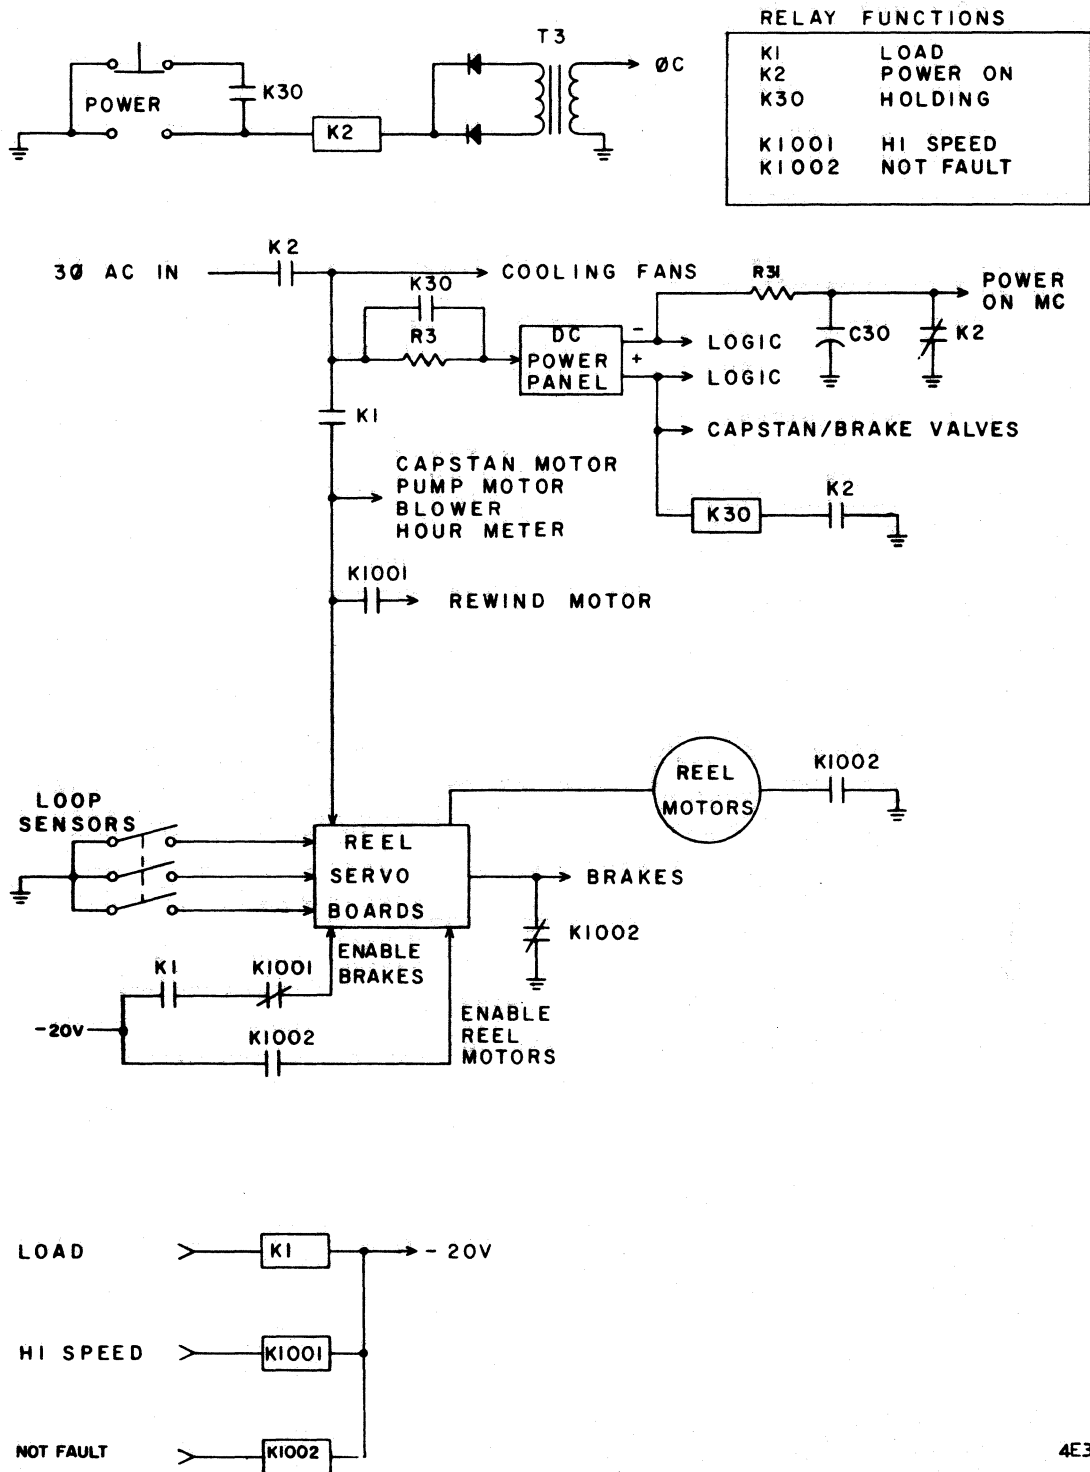 RELAY FUNCTIONS
K1 LOAD
K2 POWER ON
K30 HOLDING
K1001 HI SPEED
K1002 NOT FAULT
T3
ØC
POWER
K30
K2
3Ø AC IN
K2
COOLING FANS
K30
R3
DC
POWER
PANEL
-
+
R31
POWER
ON MC
C30
K2
LOGIC
LOGIC
CAPSTAN/BRAKE VALVES
K1
CAPSTAN MOTOR
PUMP MOTOR
BLOWER
HOUR METER
K30
K2
K1001
REWIND MOTOR
REEL
MOTORS
K1002
LOOP
SENSORS
REEL
SERVO
BOARDS
BRAKES
K1002
ENABLE
BRAKES
K1
K1001
-20V
K1002
ENABLE
REEL
MOTORS
LOAD
K1
- 20V
HI SPEED
K1001
NOT FAULT
K1002
4E3